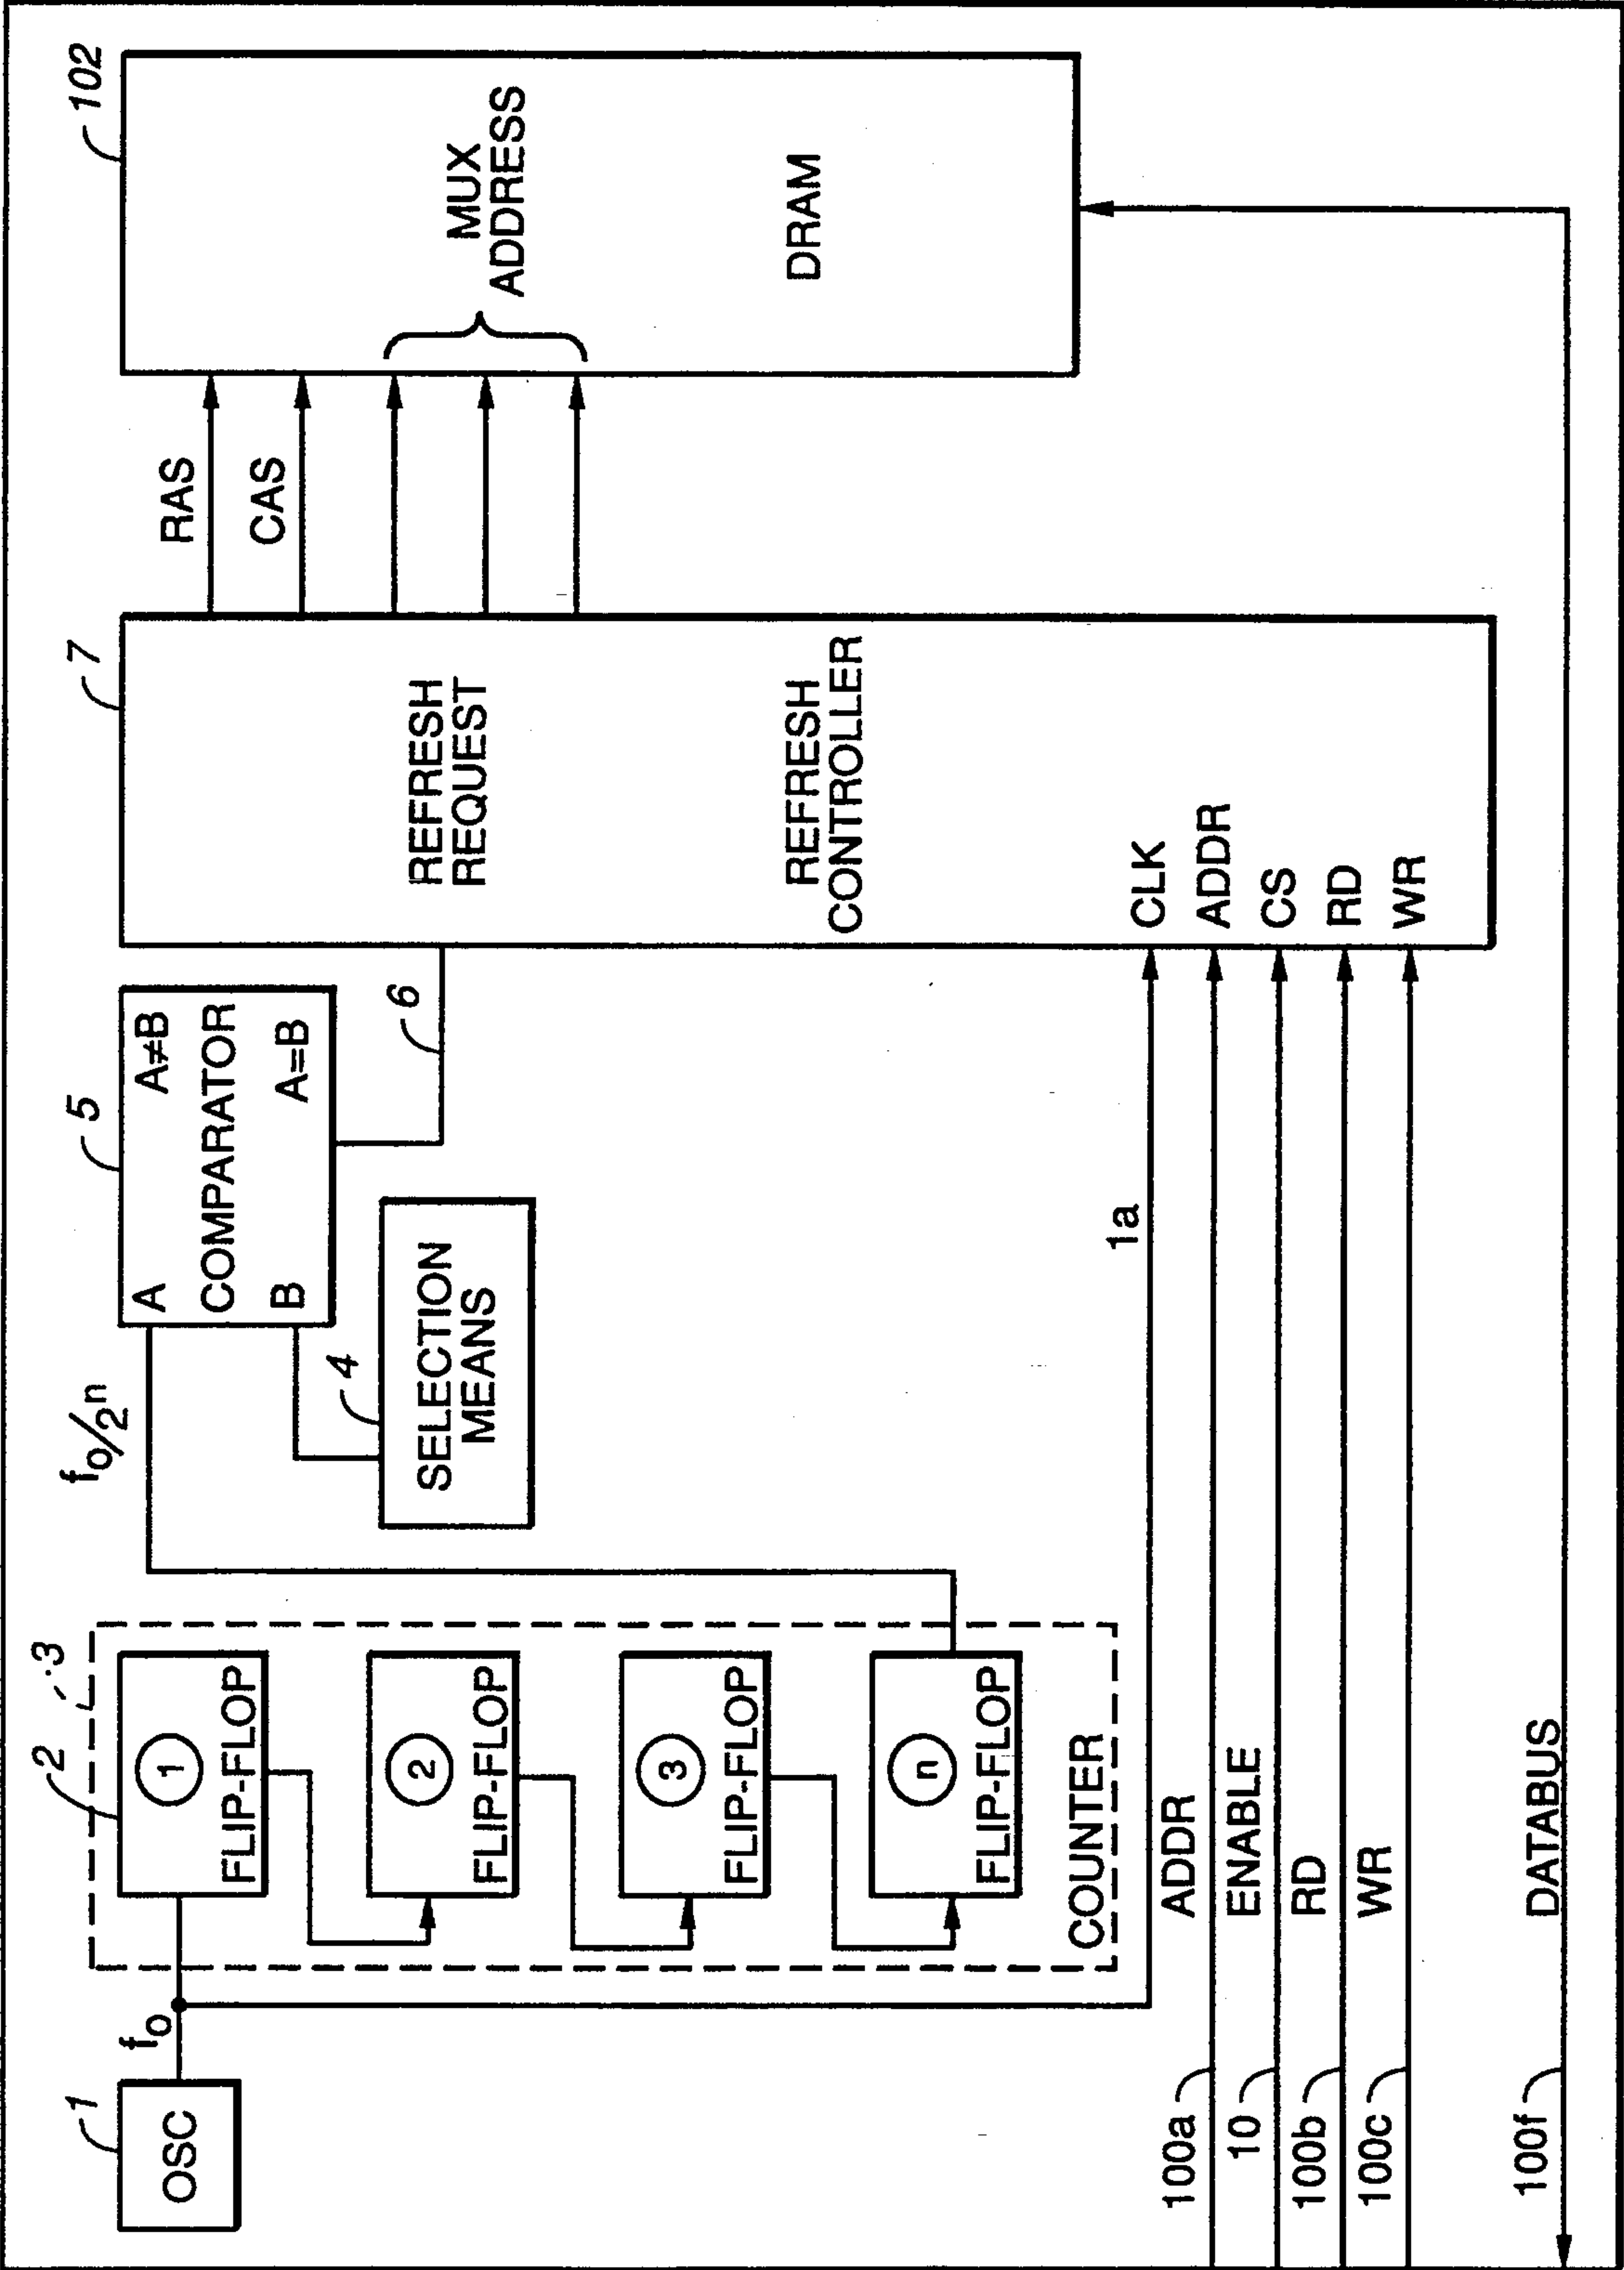 1
OSC
f0
2
3
1
FLIP-FLOP
2
FLIP-FLOP
3
FLIP-FLOP
n
FLIP-FLOP
COUNTER
f0/2n
5
A
A≠B
COMPARATOR
B
A=B
4
SELECTION
MEANS
6
7
REFRESH
REQUEST
REFRESH
CONTROLLER
1a
CLK
ADDR
CS
RD
WR
RAS
CAS
102
MUX
ADDRESS
DRAM
100a
ADDR
10
ENABLE
100b
RD
100c
WR
100f
DATABUS